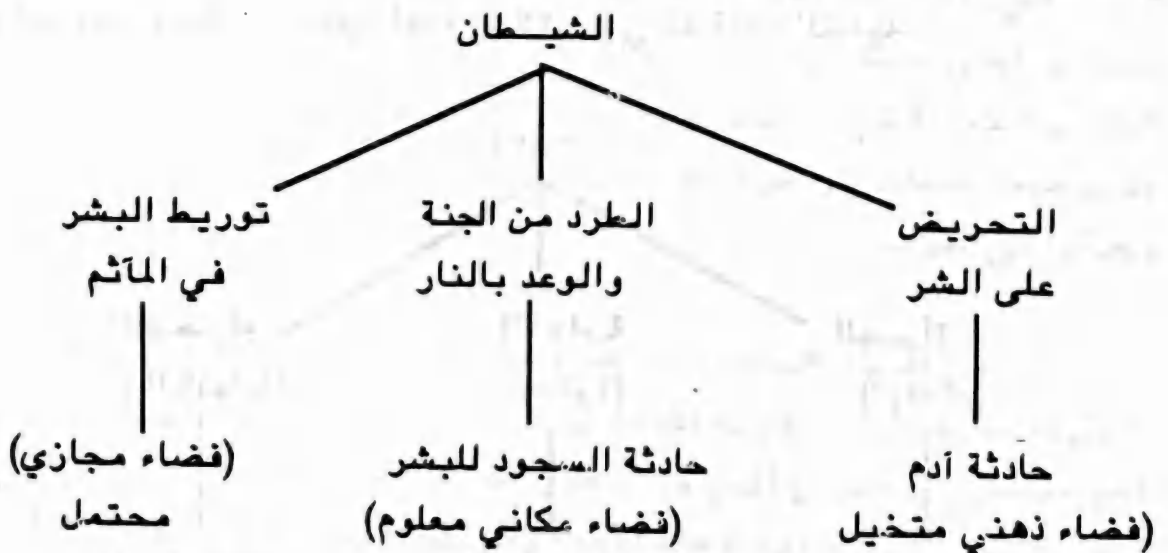 الشيطان
التحريض
على الشر
الطرد من الجنة
والوعد بالنار
توريط البشر
في المآثم
حادثة آدم
(فضاء ذهني متخيل)
حادثة السجود للبشر
(فضاء مكاني معلوم)
(فضاء مجازي)
محتمل